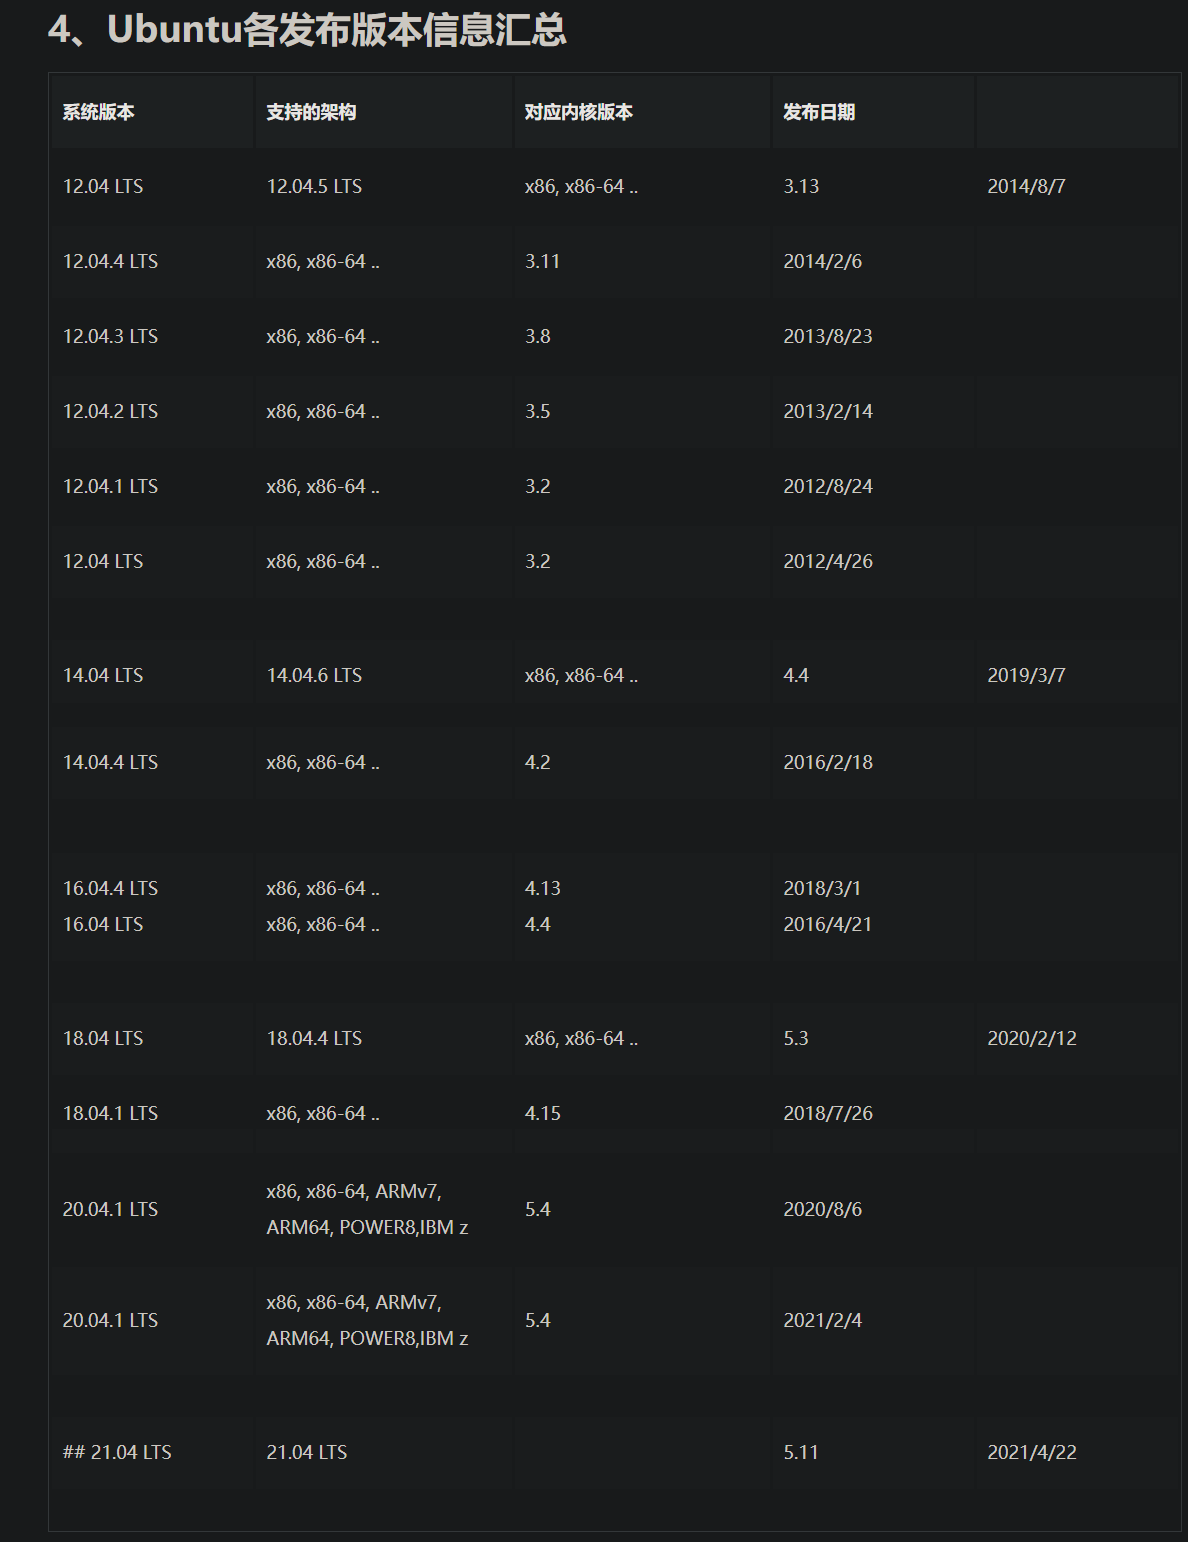 4、Ubuntu各发布版本信息汇总
系统版本 支持的架构 对应内核版本 发布日期
12.04 LTS 12.04.5 LTS x86, x86-64 .. 3.13 2014/8/7
12.04.4 LTS x86, x86-64 .. 3.11 2014/2/6
12.04.3 LTS x86, x86-64 .. 3.8 2013/8/23
12.04.2 LTS x86, x86-64 .. 3.5 2013/2/14
12.04.1 LTS x86, x86-64 .. 3.2 2012/8/24
12.04 LTS x86, x86-64 .. 3.2 2012/4/26
14.04 LTS 14.04.6 LTS x86, x86-64 .. 4.4 2019/3/7
14.04.4 LTS x86, x86-64 .. 4.2 2016/2/18
16.04.4 LTS x86, x86-64 .. 4.13 2018/3/1
16.04 LTS x86, x86-64 .. 4.4 2016/4/21
18.04 LTS 18.04.4 LTS x86, x86-64 .. 5.3 2020/2/12
18.04.1 LTS x86, x86-64 .. 4.15 2018/7/26
20.04.1 LTS x86, x86-64, ARMv7,
ARM64, POWER8,IBM z 5.4 2020/8/6
20.04.1 LTS x86, x86-64, ARMv7,
ARM64, POWER8,IBM z 5.4 2021/2/4
## 21.04 LTS 21.04 LTS 5.11 2021/4/22